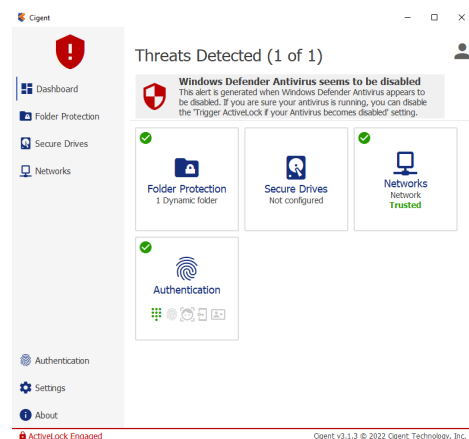 Cigent
Threats Detected (1 of 1)
Windows Defender Antivirus seems to be disabled
This alert is generated when Windows Defender Antivirus appears to
be disabled. If you are sure your antivirus is running, you can disable
the 'Trigger ActiveLock if your Antivirus becomes disabled' setting.
Dashboard
Folder Protection
Secure Drives
Networks
Folder Protection
1 Dynamic folder
Secure Drives
Not configured
Networks
Network
Trusted
Authentication
Authentication
Settings
About
ActiveLock Engaged
Cigent v3.1.3 © 2022 Cigent Technology, Inc.